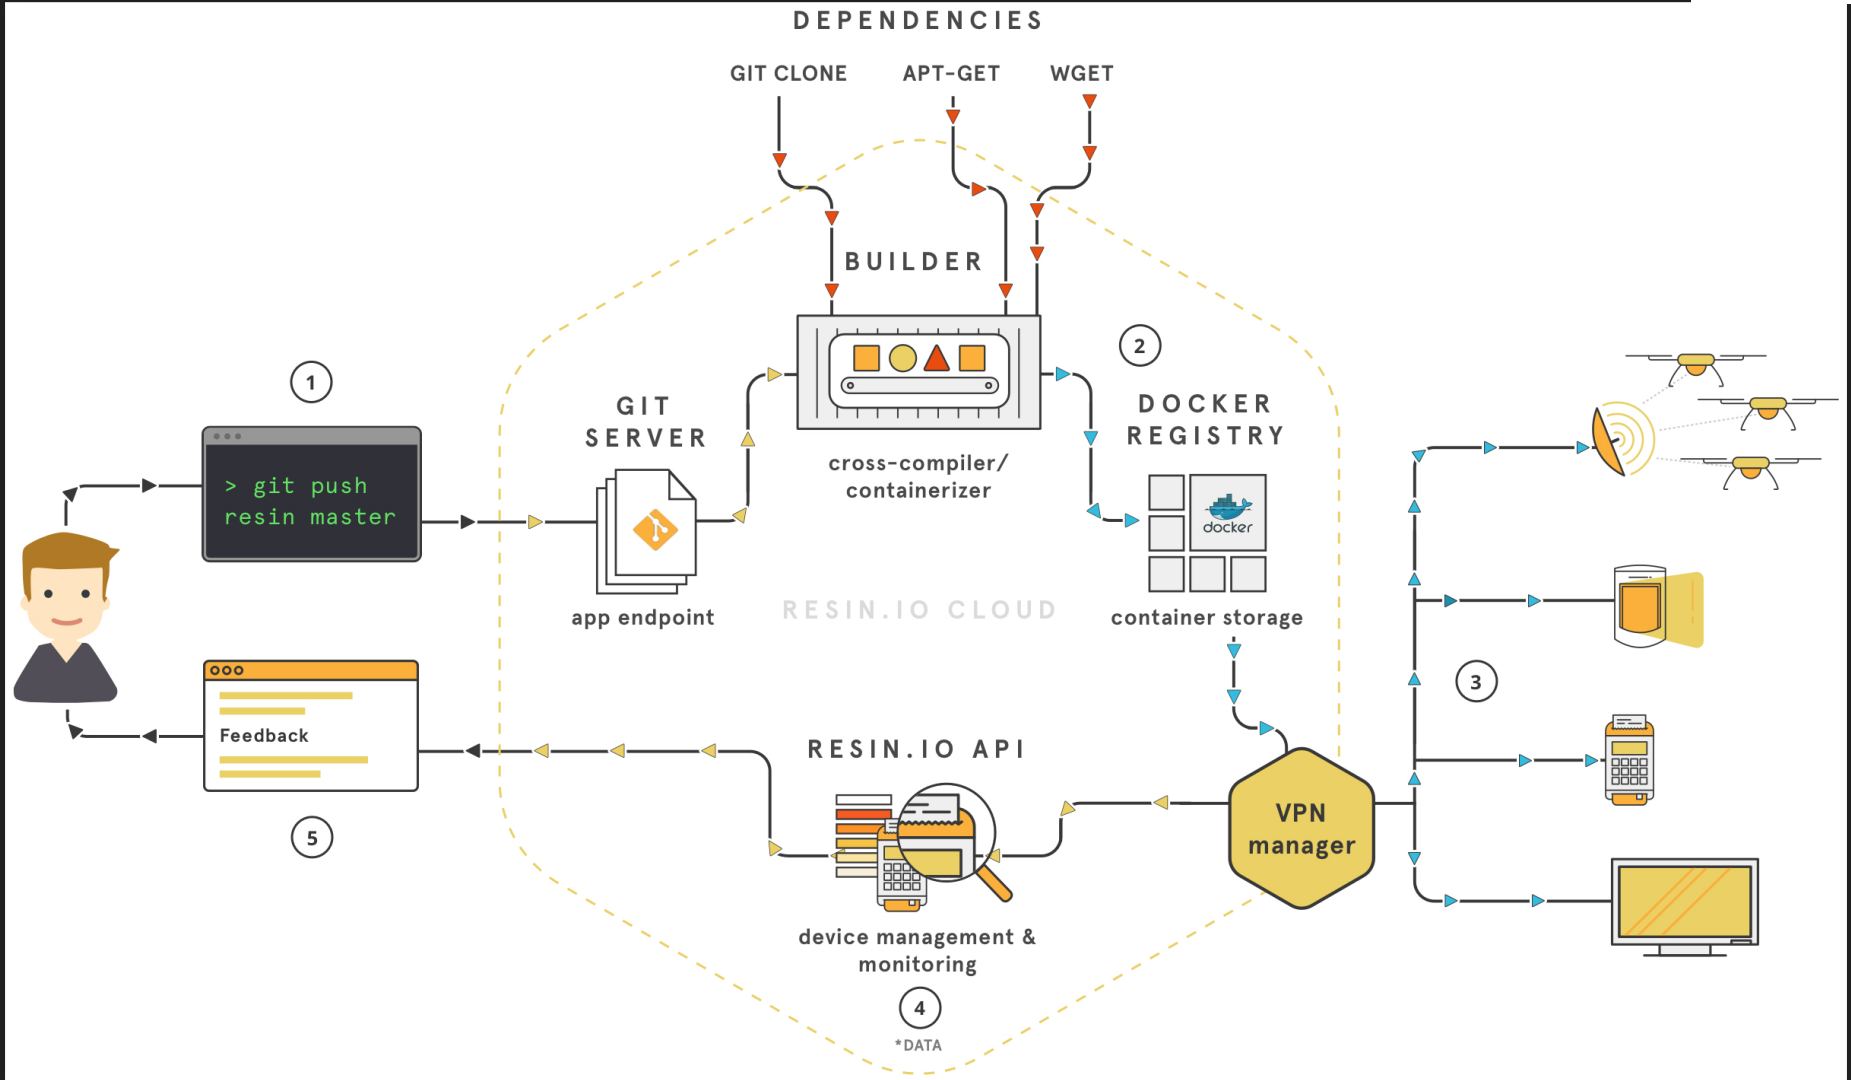 DEPENDENCIES
GIT CLONE
APT-GET
WGET
BUILDER
cross-compiler/
containerizer
1
> git push
resin master
GIT
SERVER
app endpoint
2
DOCKER
REGISTRY
docker
container storage
RESIN.IO CLOUD
3
VPN
manager
RESIN.IO API
device management &
monitoring
4
*DATA
Feedback
5